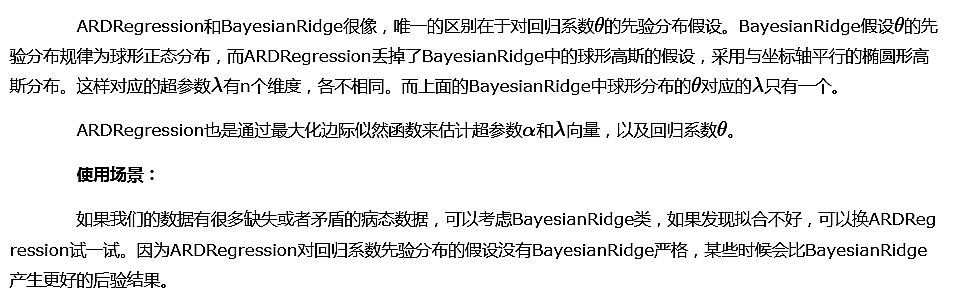 ARDRegression和BayesianRidge很像，唯一的区别在于对回归系数θ的先验分布假设。BayesianRidge假设θ的先
验分布规律为球形正态分布，而ARDRegression丢掉了BayesianRidge中的球形高斯的假设，采用与坐标轴平行的椭圆形高
斯分布。这样对应的超参数λ有n个维度，各不相同。而上面的BayesianRidge中球形分布的θ对应的λ只有一个。
ARDRegression也是通过最大化边际似然函数来估计超参数α和λ向量，以及回归系数θ。
使用场景：
如果我们的数据有很多缺失或者矛盾的病态数据，可以考虑BayesianRidge类，如果发现拟合不好，可以换ARDReg
ression试一试。因为ARDRegression对回归系数先验分布的假设没有BayesianRidge严格，某些时候会比BayesianRidge
产生更好的后验结果。